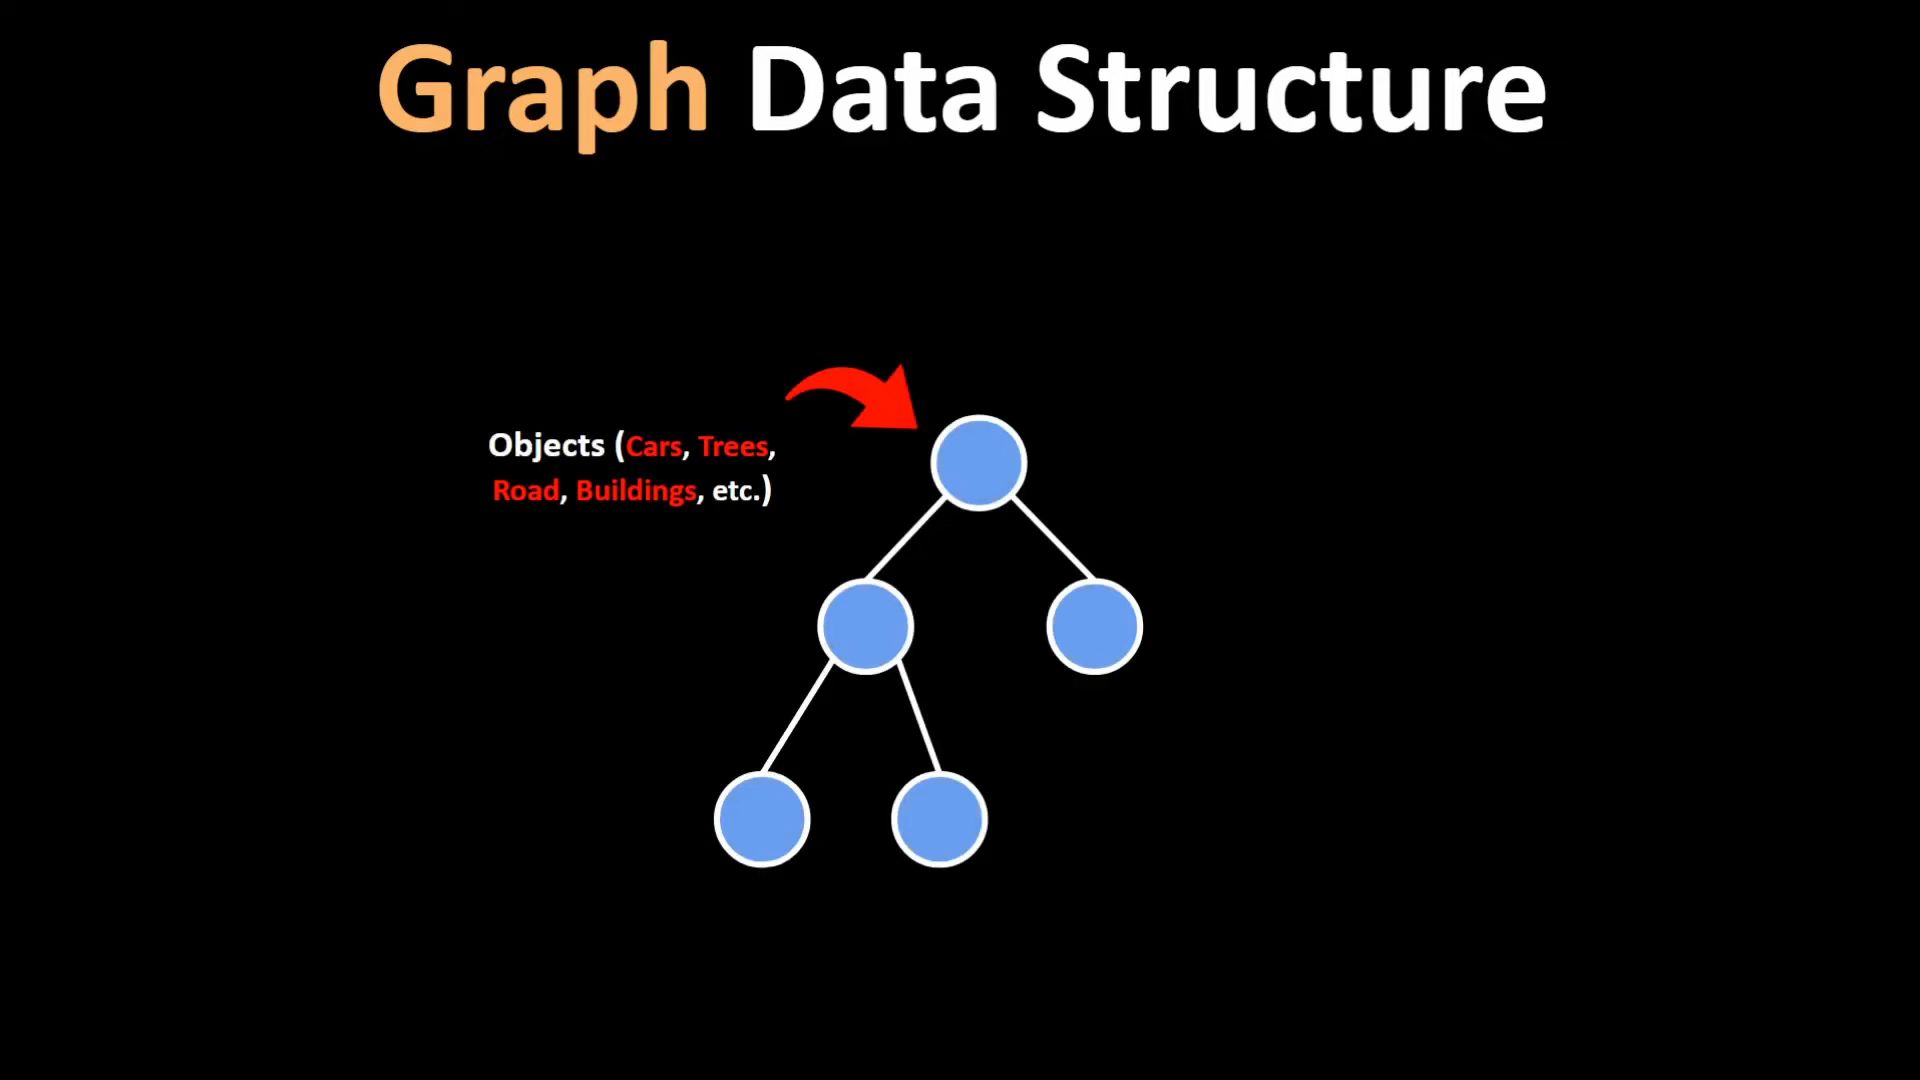 Graph Data Structure
Objects (Cars, Trees,
Road, Buildings, etc.)